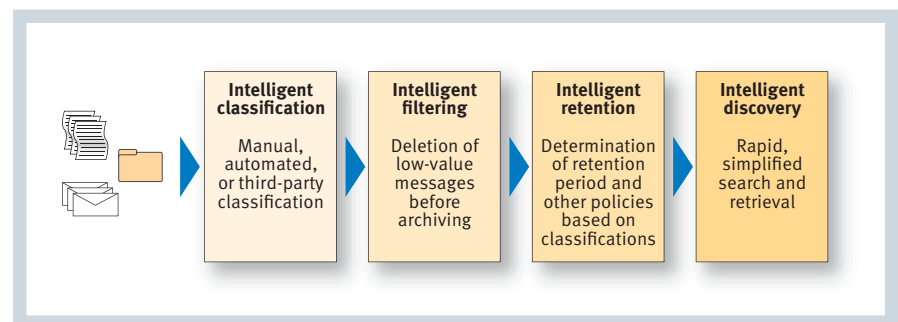 Intelligent
classification
Manual,
automated,
or third-party
classification
Intelligent
filtering
Deletion of
low-value
messages
before
archiving
Intelligent
retention
Determination
of retention
period and
other policies
based on
classifications
Intelligent
discovery
Rapid,
simplified
search and
retrieval